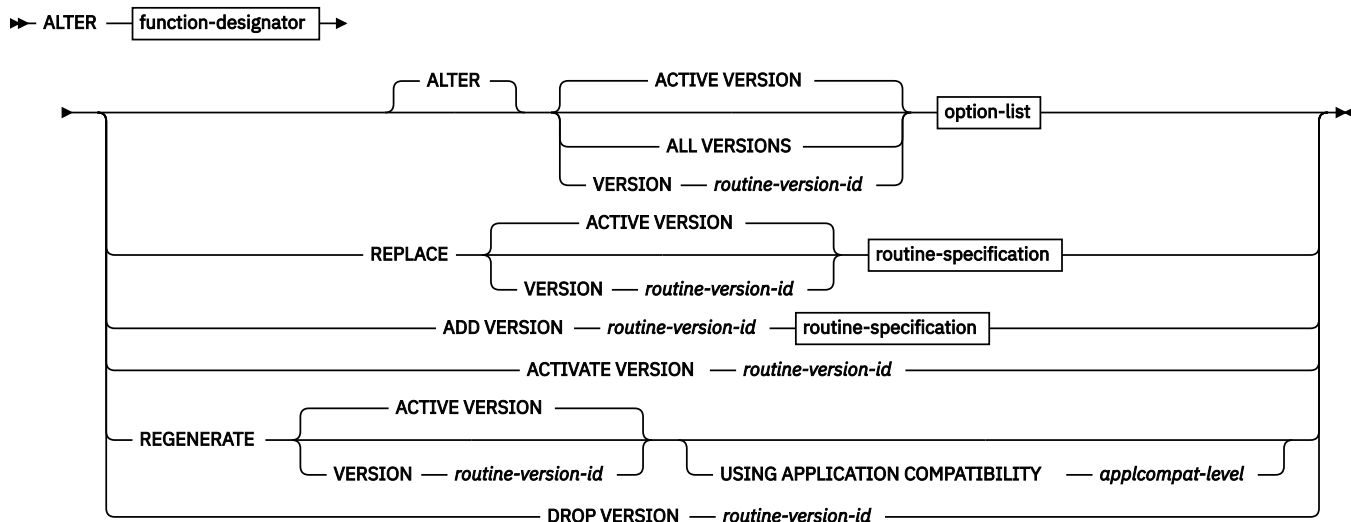 ALTER function-designator
ALTER ACTIVE VERSION
option-list
ALL VERSIONS
VERSION routine-version-id
ACTIVE VERSION
REPLACE routine-specification
VERSION routine-version-id
ADD VERSION routine-version-id routine-specification
ACTIVATE VERSION routine-version-id
ACTIVE VERSION
REGENERATE
VERSION routine-version-id USING APPLICATION COMPATIBILITY applcompat-level
DROP VERSION routine-version-id